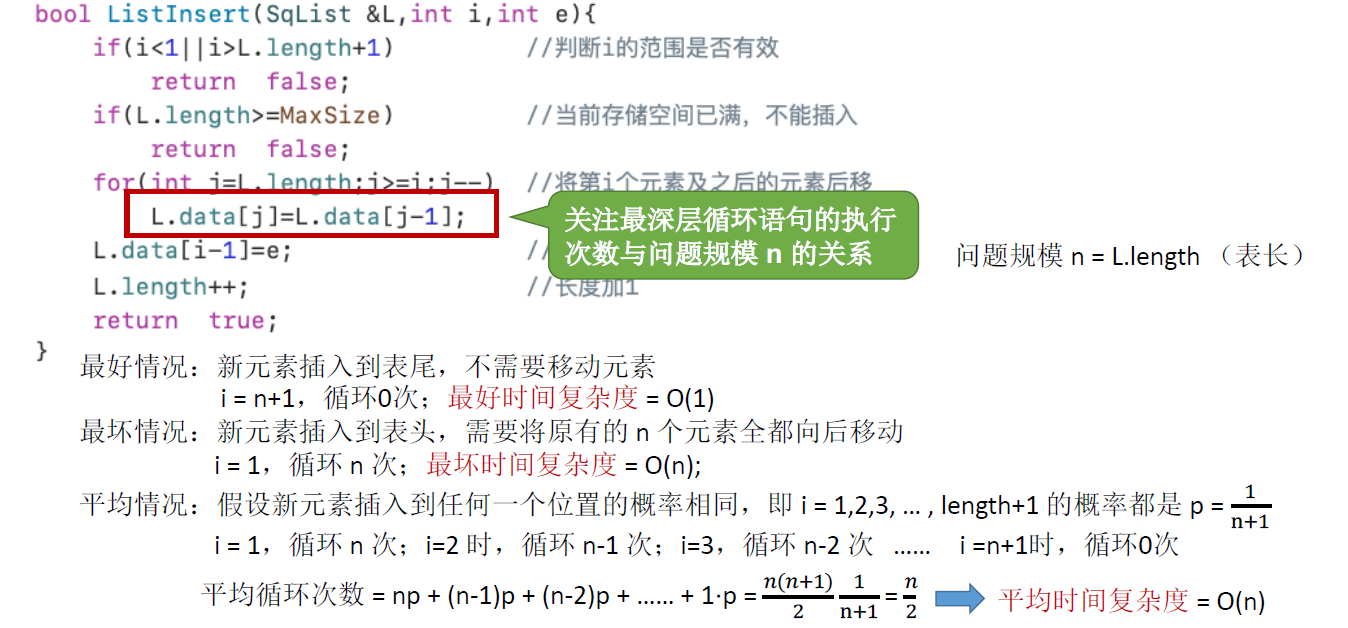 bool ListInsert(SqList &L,int i,int e){
if(i<1||i>L.length+1) //判断i的范围是否有效
return false;
if(L.length>=MaxSize) //当前存储空间已满，不能插入
return false;
for(int j=L.length;j>=i;j--) //将第i个元素及之后的元素后移
L.data[j]=L.data[j-1];
关注最深层循环语句的执行
次数与问题规模 n 的关系
L.data[i-1]=e; //
问题规模 n = L.length （表长）
L.length++; //长度加1
return true;
}
最好情况：新元素插入到表尾，不需要移动元素
i = n+1，循环0次；最好时间复杂度 = O(1)
最坏情况：新元素插入到表头，需要将原有的 n 个元素全都向后移动
i = 1，循环 n 次；最坏时间复杂度 = O(n);
平均情况：假设新元素插入到任何一个位置的概率相同，即 i = 1,2,3, … , length+1 的概率都是 p = 1/(n+1)
i = 1，循环 n 次；i=2 时，循环 n-1 次；i=3，循环 n-2 次 …… i =n+1时，循环0次
平均循环次数 = np + (n-1)p + (n-2)p + …… + 1·p = n(n+1)/2 1/(n+1) = n/2 平均时间复杂度 = O(n)